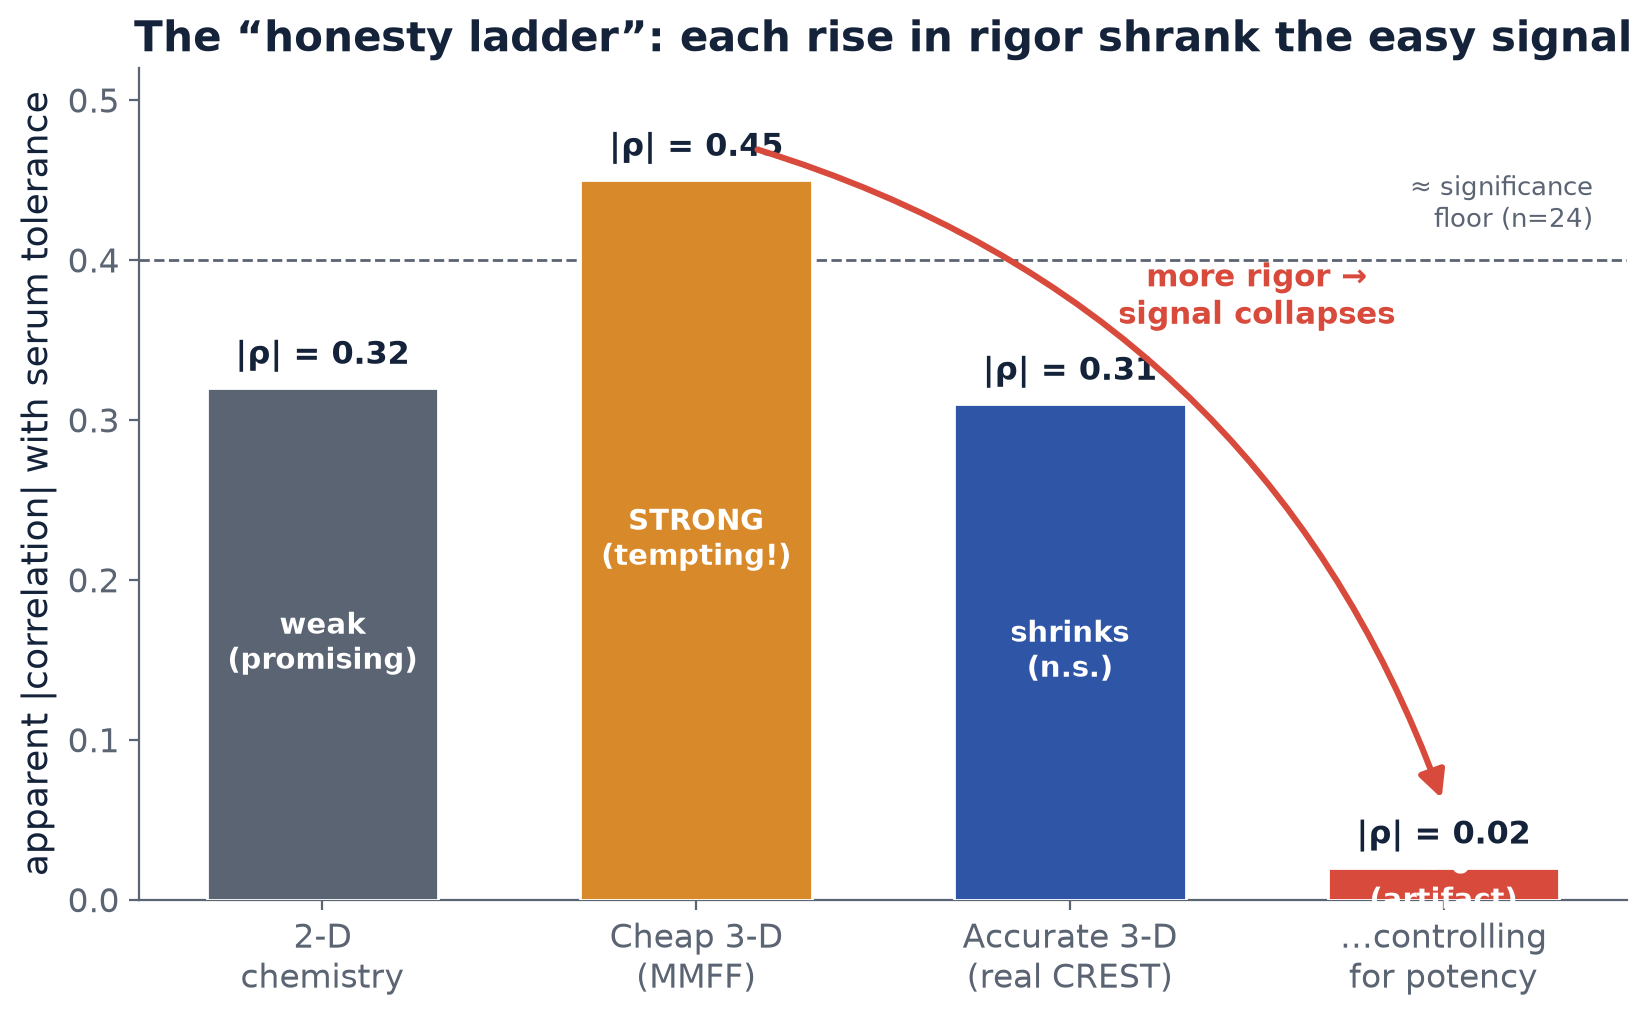 The “honesty ladder”: each rise in rigor shrank the easy signal
apparent |correlation| with serum tolerance
0.5
0.4
0.3
0.2
0.1
0.0
|ρ| = 0.32
weak
(promising)
|ρ| = 0.45
STRONG
(tempting!)
|ρ| = 0.31
shrinks
(n.s.)
|ρ| = 0.02
(artifact)
≈ significance
floor (n=24)
more rigor →
signal collapses
2-D
chemistry
Cheap 3-D
(MMFF)
Accurate 3-D
(real CREST)
...controlling
for potency